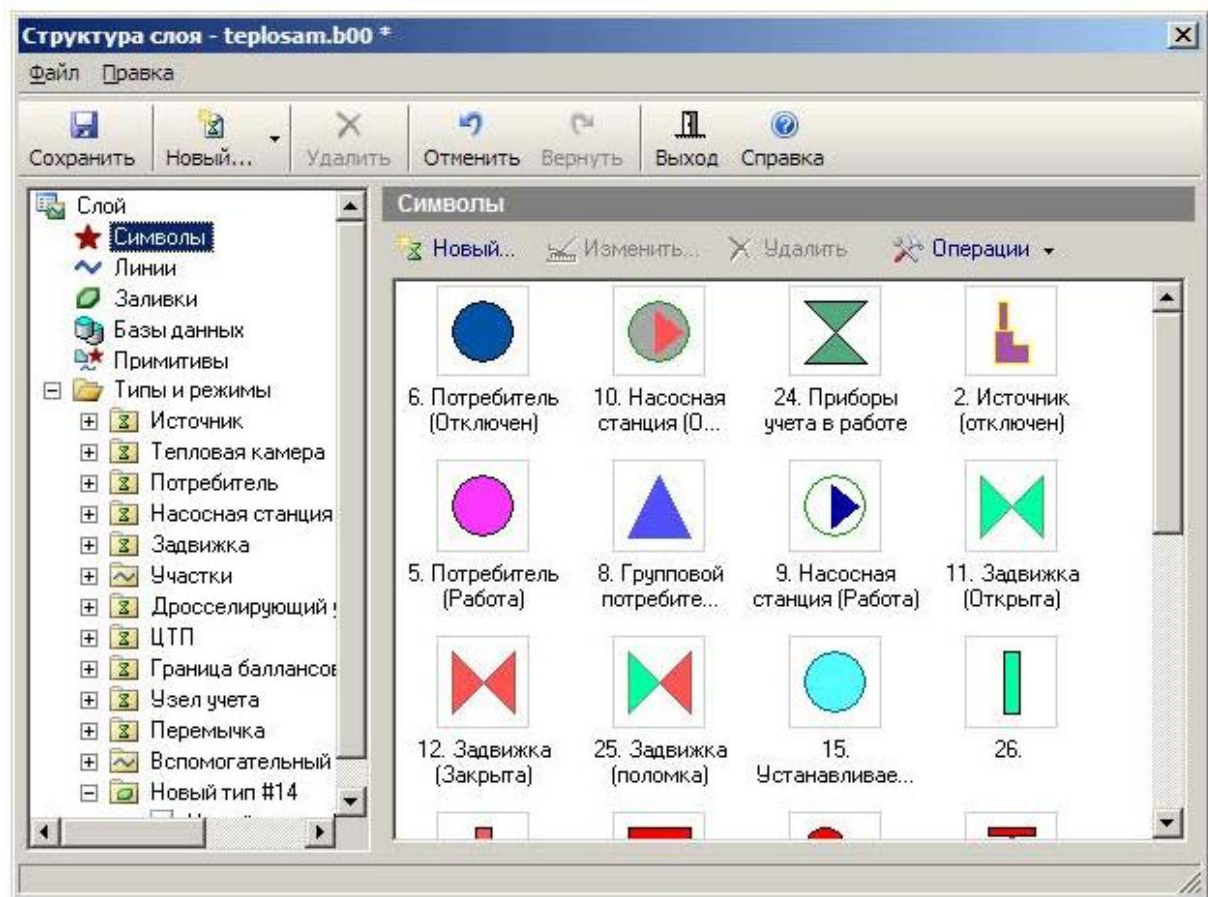 Структура слоя - teplosam.b00 *
Файл Правка
Сохранить Новый... Удалить Отменить Вернуть Выход Справка
Слой
Символы
Линии
Заливки
Базы данных
Примитивы
Типы и режимы
Источник
Тепловая камера
Потребитель
Насосная станция
Задвижка
Участки
Дросселирующий
ЦТП
Граница баллансов
Узел учета
Перемычка
Вспомогательный
Новый тип #14
Символы
Новый... Изменить... Удалить Операции
6. Потребитель (Отключен)
10. Насосная станция (О...
24. Приборы учета в работе
2. Источник (отключен)
5. Потребитель (Работа)
8. Групповой потребите...
9. Насосная станция (Работа)
11. Задвижка (Открыта)
12. Задвижка (Закрыта)
25. Задвижка (поломка)
15. Устанавливае...
26.